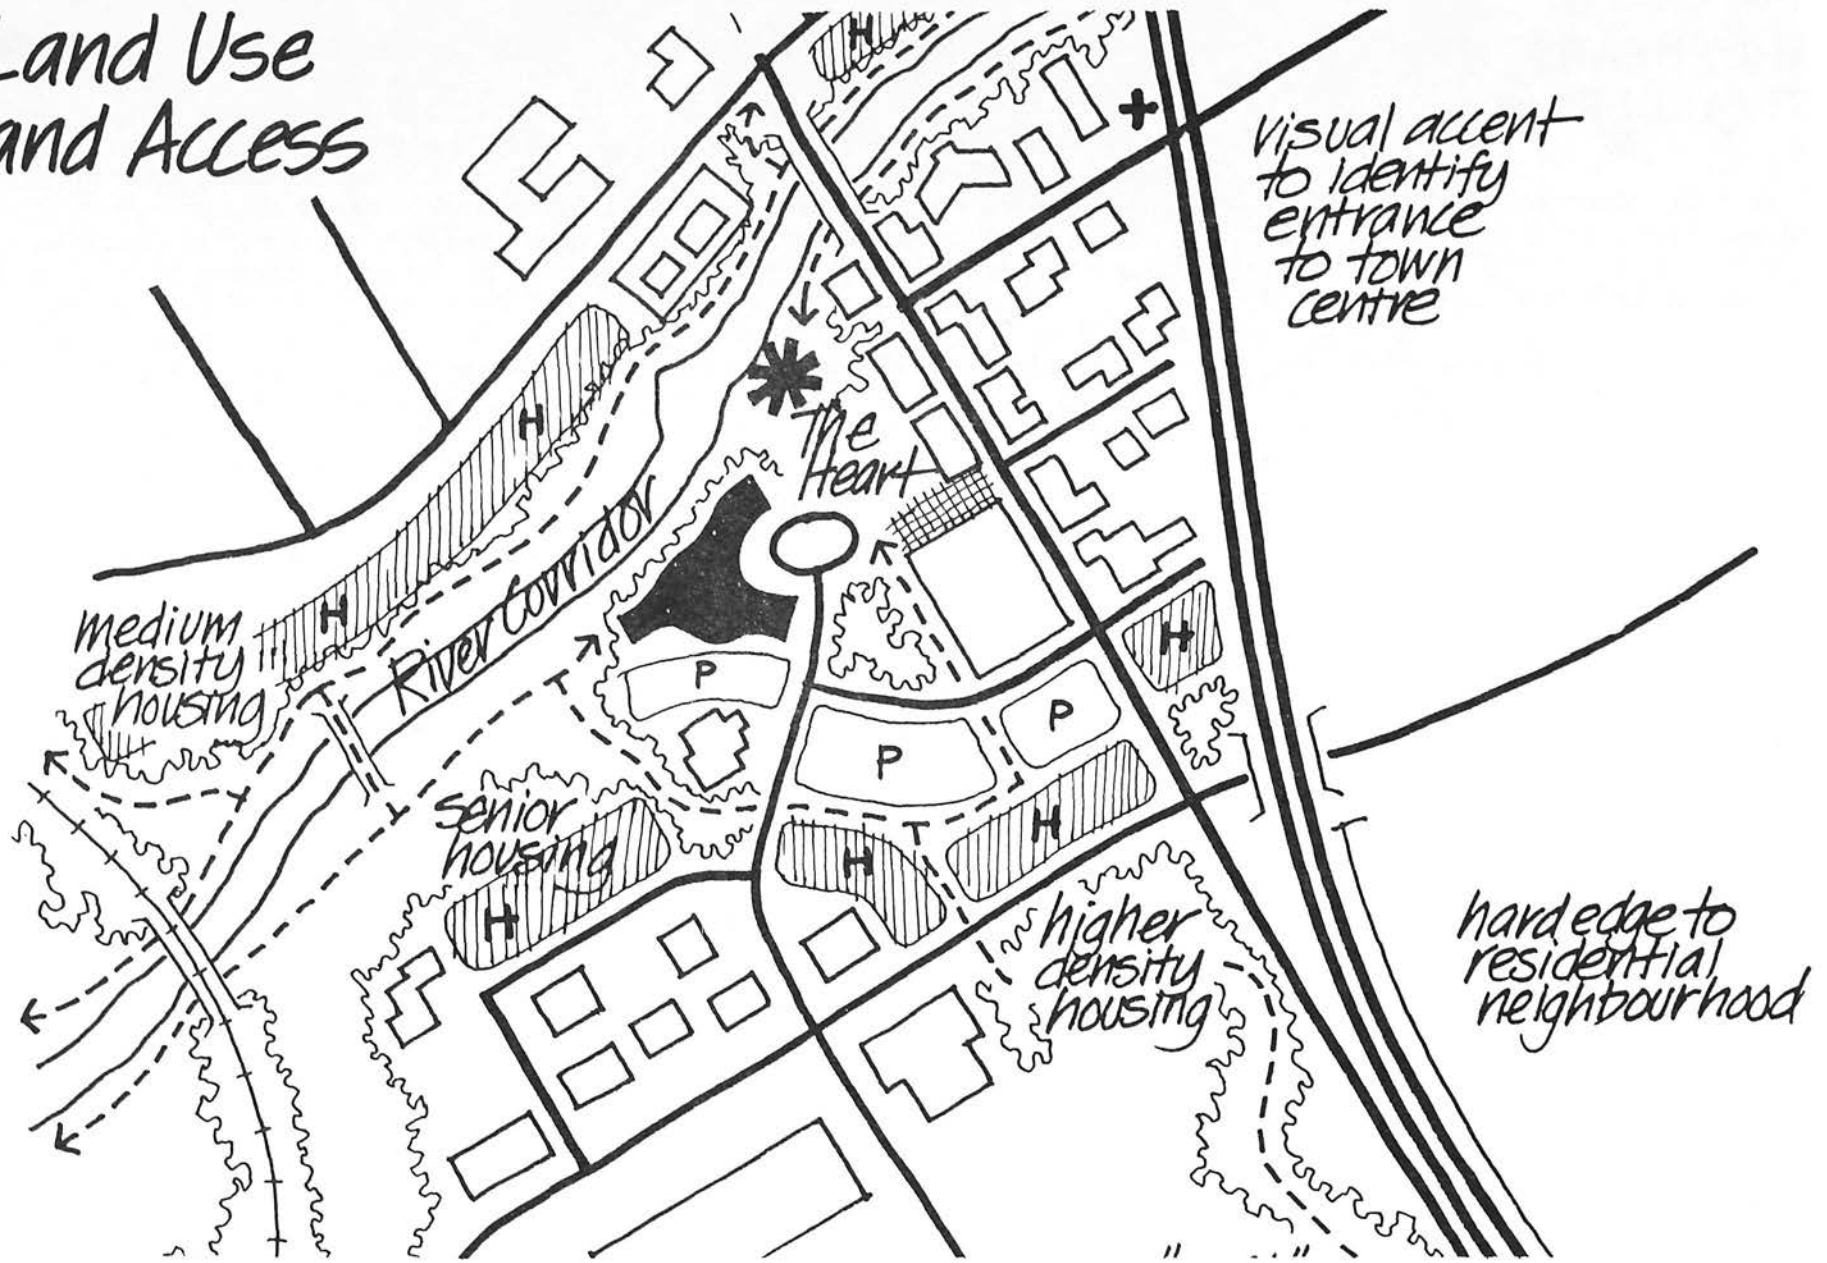 Land Use
and Access
H
visual accent
to identify
entrance
to town
centre
H
The
Heart
River Corridor
H
medium
density
housing
H
P
P
P
senior
housing
H
H
H
higher
density
housing
hard edge to
residential
neighbourhood